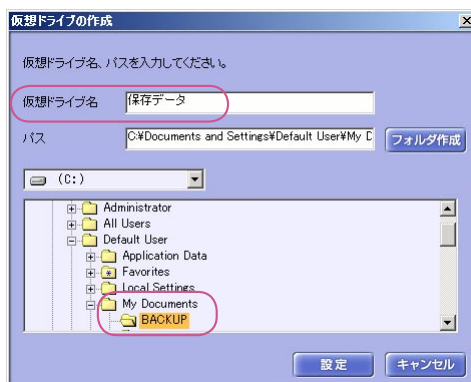 仮想ドライブの作成
仮想ドライブ名、パスを入力してください。
仮想ドライブ名 保存データ
パス C:¥Documents and Settings¥Default User¥My D フォルダ作成
(C:)
Administrator
All Users
Default User
Application Data
Favorites
Local Settings
My Documents
BACKUP
設定 キャンセル